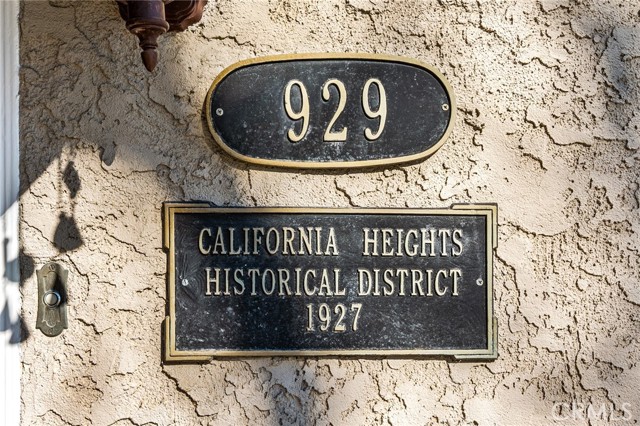 929
CALIFORNIA HEIGHTS
HISTORICAL DISTRICT
1927
CRMLS